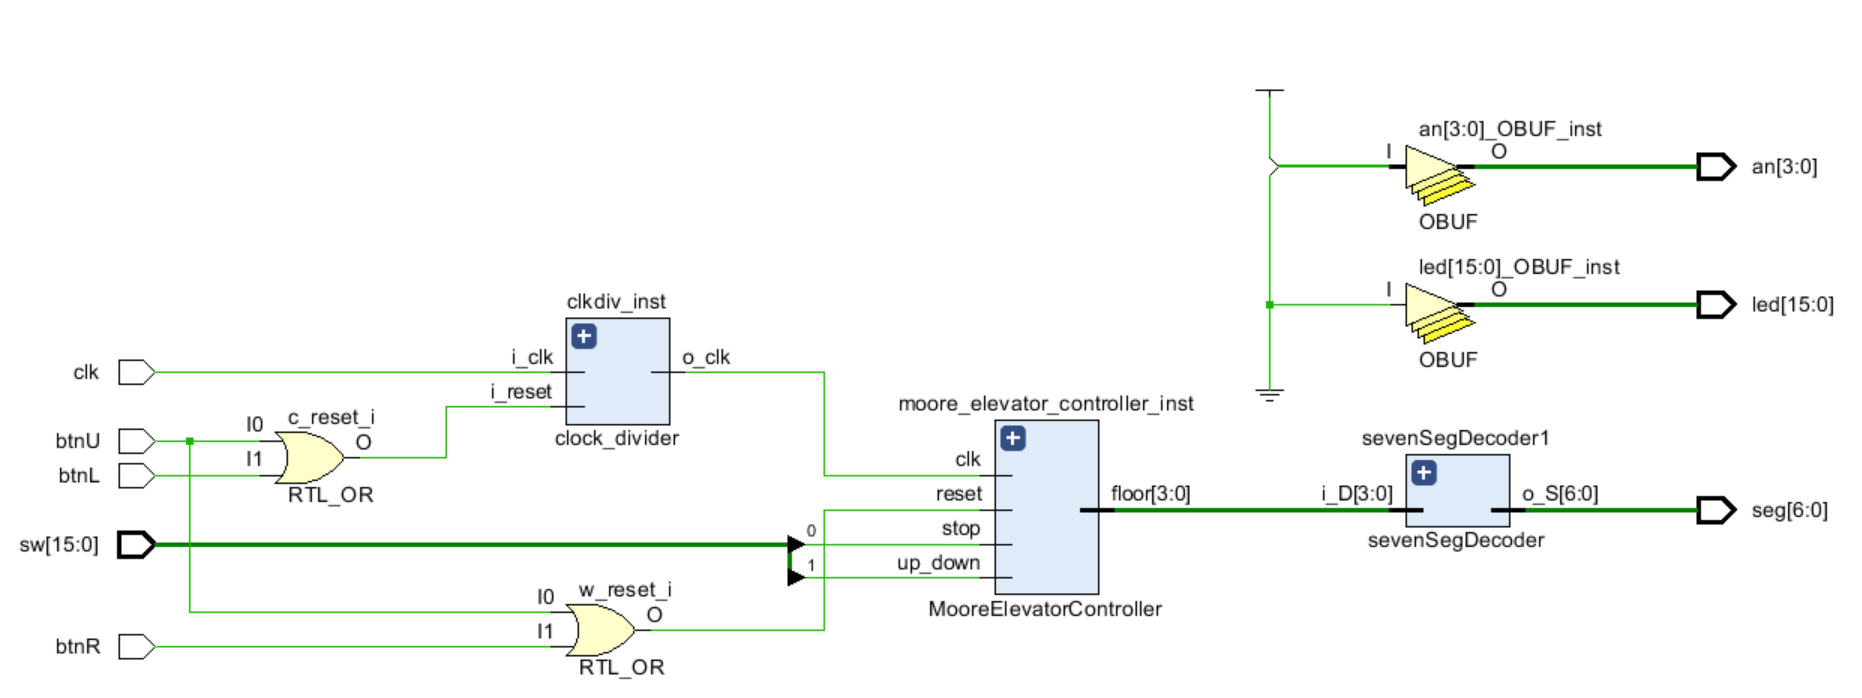 an[3:0]_OBUF_inst
I
O
an[3:0]
OBUF
led[15:0]_OBUF_inst
I
O
led[15:0]
OBUF
clkdiv_inst
clk
i_clk
o_clk
i_reset
clock_divider
btnU
I0
c_reset_i
O
btnL
I1
RTL_OR
moore_elevator_controller_inst
clk
reset
stop
up_down
floor[3:0]
MooreElevatorController
sevenSegDecoder1
i_D[3:0]
o_S[6:0]
seg[6:0]
sevenSegDecoder
sw[15:0]
0
1
I0
w_reset_i
O
btnR
I1
RTL_OR